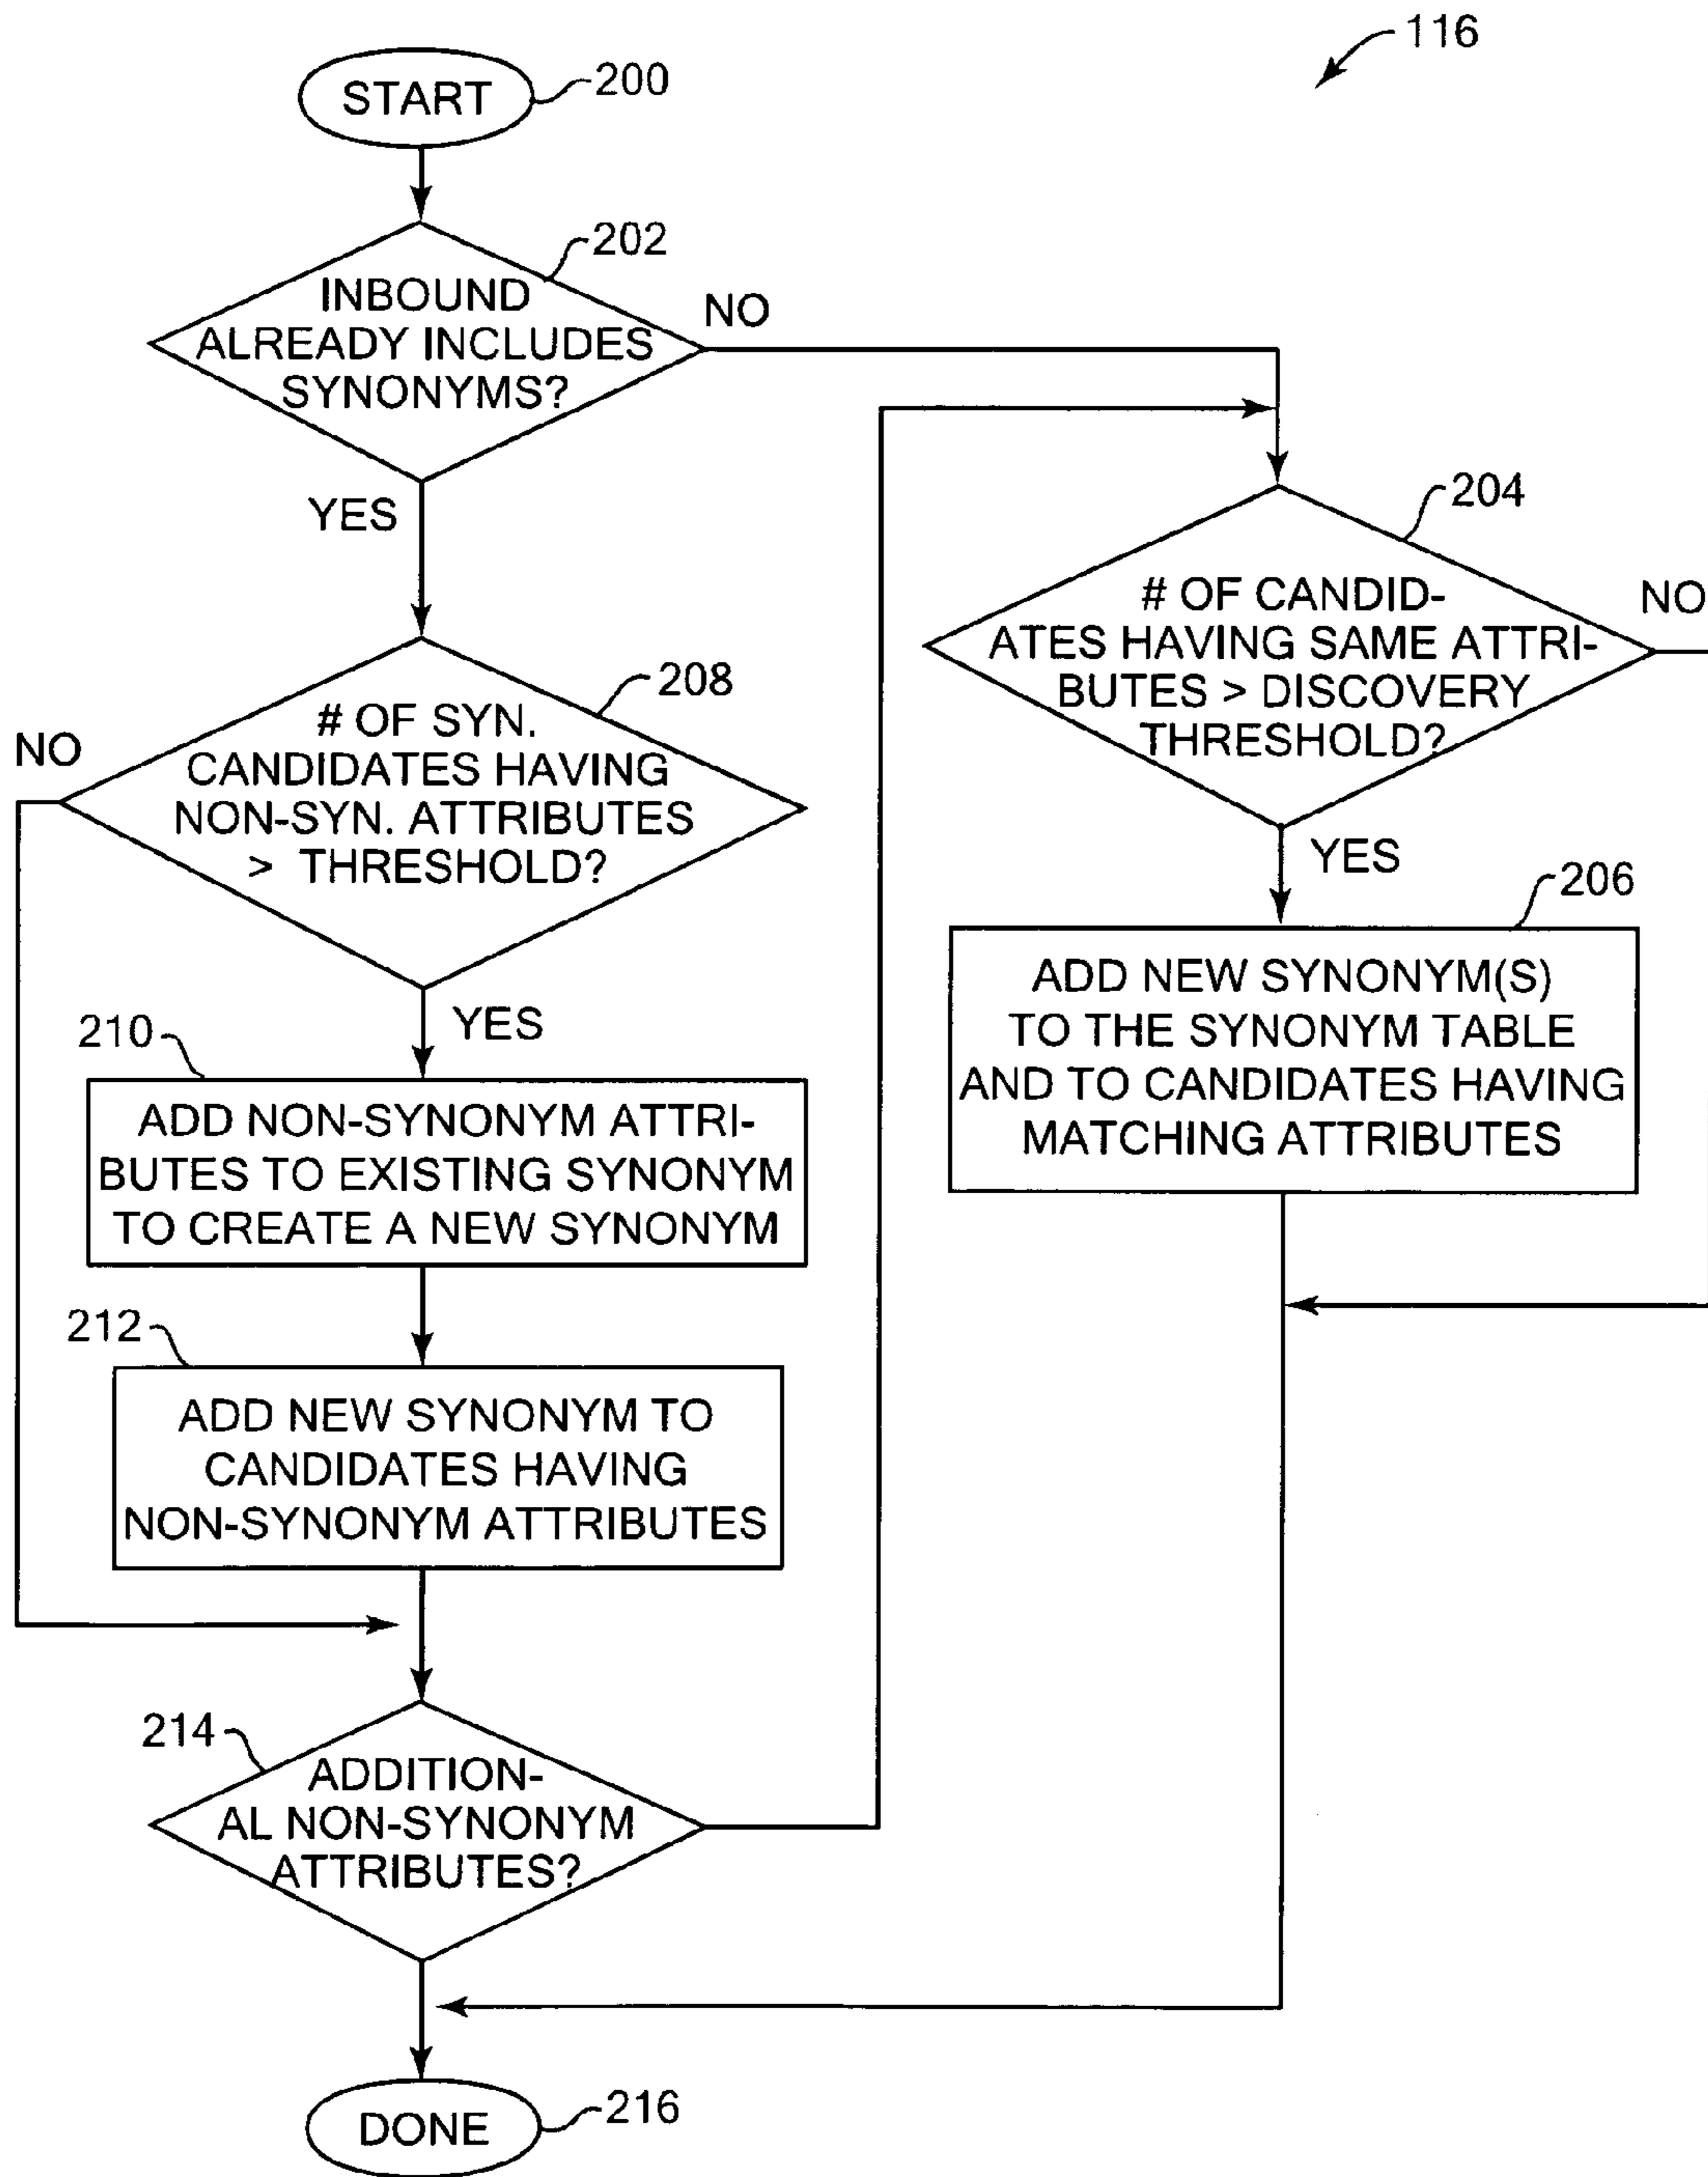 116
START
200
INBOUND
ALREADY INCLUDES
SYNONYMS?
202
NO
YES
# OF CANDID-
ATES HAVING SAME ATTRI-
BUTES > DISCOVERY
THRESHOLD?
204
NO
YES
# OF SYN.
CANDIDATES HAVING
NON-SYN. ATTRIBUTES
> THRESHOLD?
208
NO
YES
206
ADD NEW SYNONYM(S)
TO THE SYNONYM TABLE
AND TO CANDIDATES HAVING
MATCHING ATTRIBUTES
210
ADD NON-SYNONYM ATTRI-
BUTES TO EXISTING SYNONYM
TO CREATE A NEW SYNONYM
212
ADD NEW SYNONYM TO
CANDIDATES HAVING
NON-SYNONYM ATTRIBUTES
214
ADDITION-
AL NON-SYNONYM
ATTRIBUTES?
DONE
216